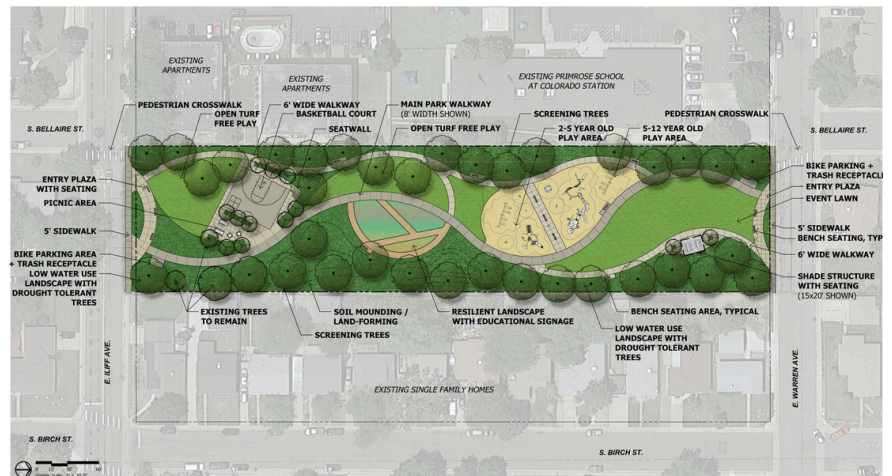 EXISTING
APARTMENTS
EXISTING
APARTMENTS
EXISTING PRIMROSE SCHOOL
AT COLORADO STATION
S. BELLAIRE ST.
S. BELLAIRE ST.
PEDESTRIAN CROSSWALK
OPEN TURF
FREE PLAY
6' WIDE WALKWAY
BASKETBALL COURT
SEATWALL
MAIN PARK WALKWAY
(8' WIDTH SHOWN)
OPEN TURF FREE PLAY
SCREENING TREES
2-5 YEAR OLD
PLAY AREA
5-12 YEAR OLD
PLAY AREA
PEDESTRIAN CROSSWALK
ENTRY PLAZA
WITH SEATING
PICNIC AREA
5' SIDEWALK
BIKE PARKING AREA
+ TRASH RECEPTACLE
LOW WATER USE
LANDSCAPE WITH
DROUGHT TOLERANT
TREES
BIKE PARKING +
TRASH RECEPTACLE
ENTRY PLAZA
EVENT LAWN
5' SIDEWALK
BENCH SEATING, TYP
6' WIDE WALKWAY
SHADE STRUCTURE
WITH SEATING
(15x20' SHOWN)
EXISTING TREES
TO REMAIN
SOIL MOUNDING /
LAND-FORMING
SCREENING TREES
RESILIENT LANDSCAPE
WITH EDUCATIONAL SIGNAGE
BENCH SEATING AREA, TYPICAL
LOW WATER USE
LANDSCAPE WITH
DROUGHT TOLERANT
TREES
EXISTING SINGLE FAMILY HOMES
E. ILIFF AVE.
E. WARREN AVE.
S. BIRCH ST.
S. BIRCH ST.